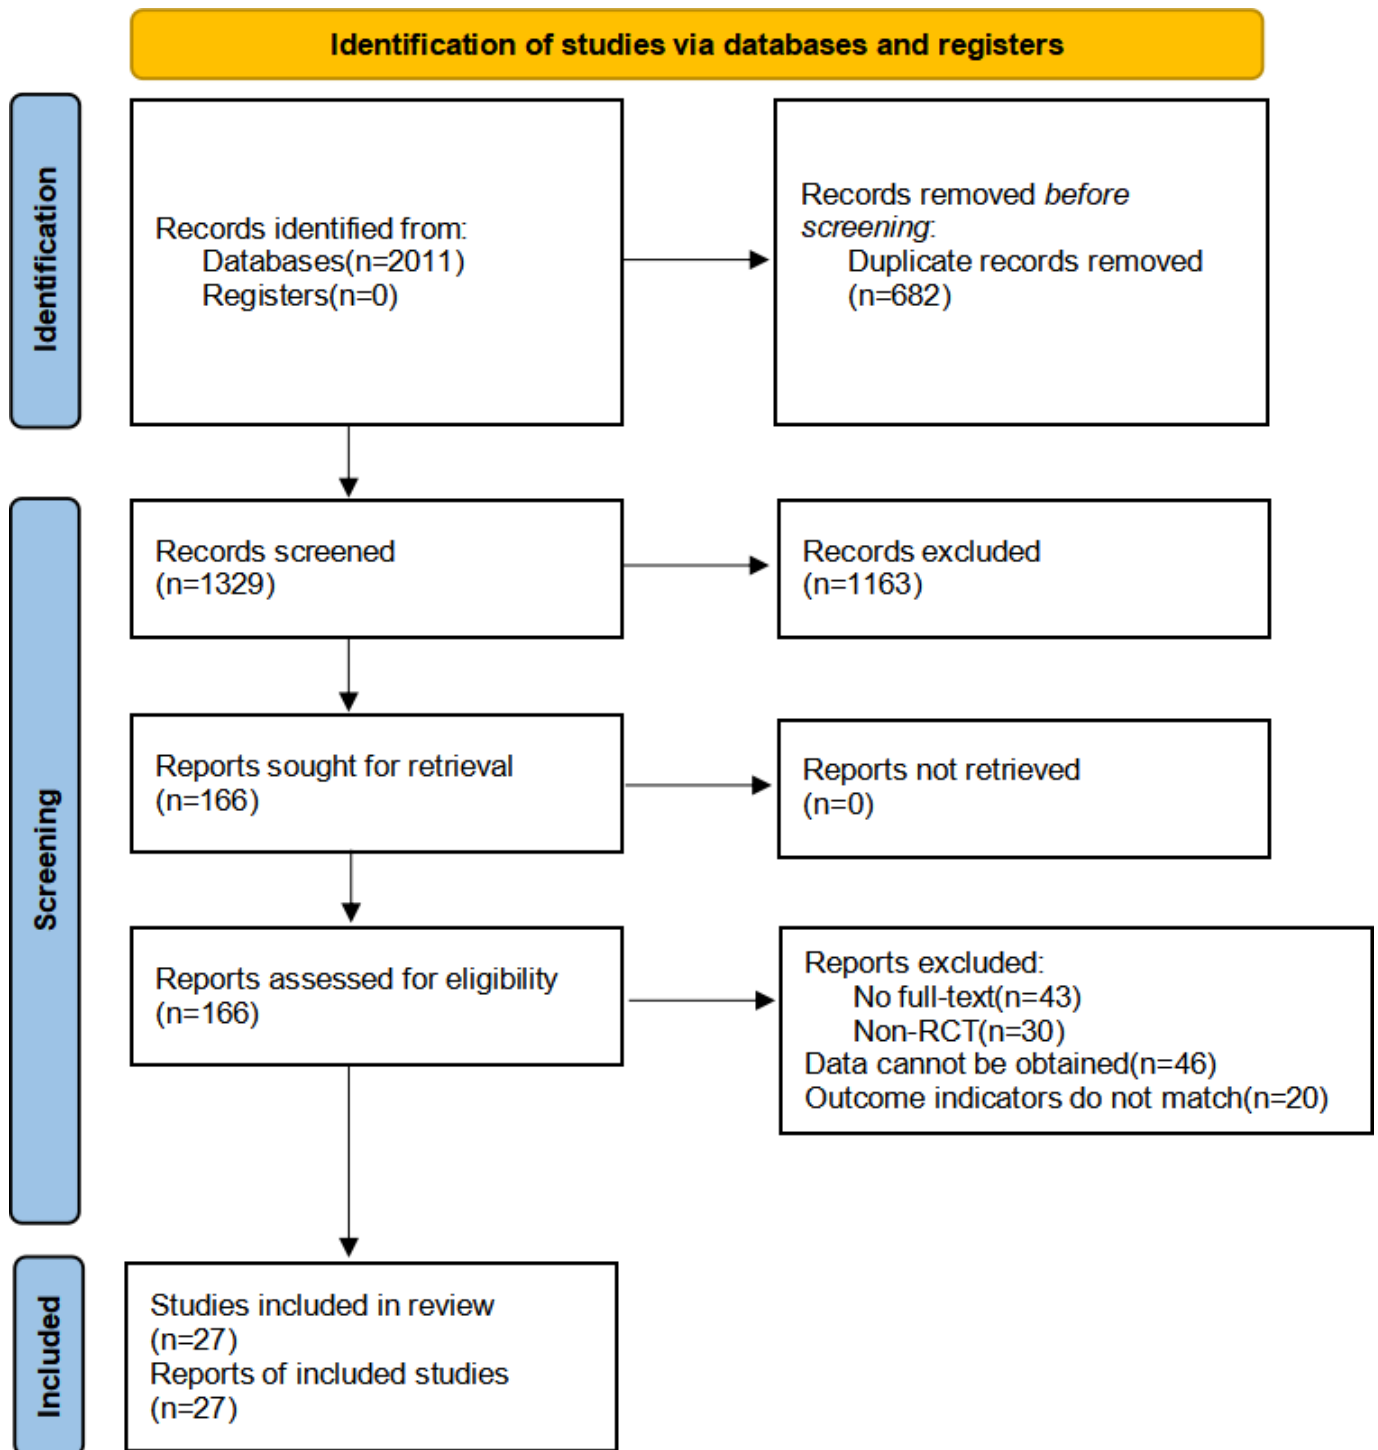 Identification of studies via databases and registers
Identification
Records identified from:
Databases(n=2011)
Registers(n=0)
Records removed before
screening:
Duplicate records removed
(n=682)
Screening
Records screened
(n=1329)
Records excluded
(n=1163)
Reports sought for retrieval
(n=166)
Reports not retrieved
(n=0)
Reports assessed for eligibility
(n=166)
Reports excluded:
No full-text(n=43)
Non-RCT(n=30)
Data cannot be obtained(n=46)
Outcome indicators do not match(n=20)
Included
Studies included in review
(n=27)
Reports of included studies
(n=27)